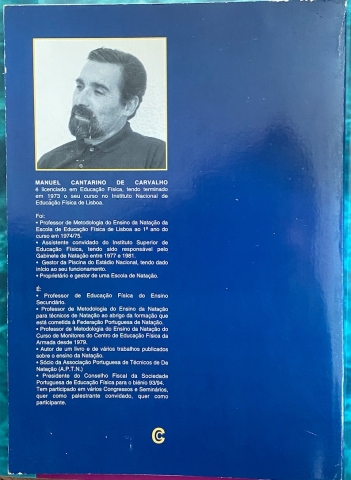 MANUEL CANTARINO DE CARVALHO
é licenciado em Educação Física, tendo terminado
em 1973 o seu curso no Instituto Nacional de
Educação Física de Lisboa.
Foi:
• Professor de Metodologia do Ensino da Natação da
Escola de Educação Física de Lisboa ao 1º ano do
curso em 1974/75.
• Assistente convidado do Instituto Superior de
Educação Física, tendo sido responsável pelo
Gabinete de Natação entre 1977 e 1981.
• Gestor da Piscina do Estádio Nacional, tendo dado
início ao seu funcionamento.
• Proprietário e gestor de uma Escola de Natação.
É:
• Professor de Educação Física do Ensino
Secundário.
• Professor de Metodologia do Ensino da Natação
para técnicos de Natação ao abrigo da formação que
está cometida à Federação Portuguesa de Natação.
• Professor de Metodologia do Ensino da Natação do
Curso de Monitores do Centro de Educação Física da
Armada desde 1979.
• Autor de um livro e de vários trabalhos publicados
sobre o ensino da Natação.
• Sócio da Associação Portuguesa de Técnicos de Da
Natação (A.P.T.N.)
• Presidente do Conselho Fiscal da Sociedade
Portuguesa de Educação Física para o biénio 93/94.
Tem participado em vários Congressos e Seminários,
quer como palestrante convidado, quer como
participante.